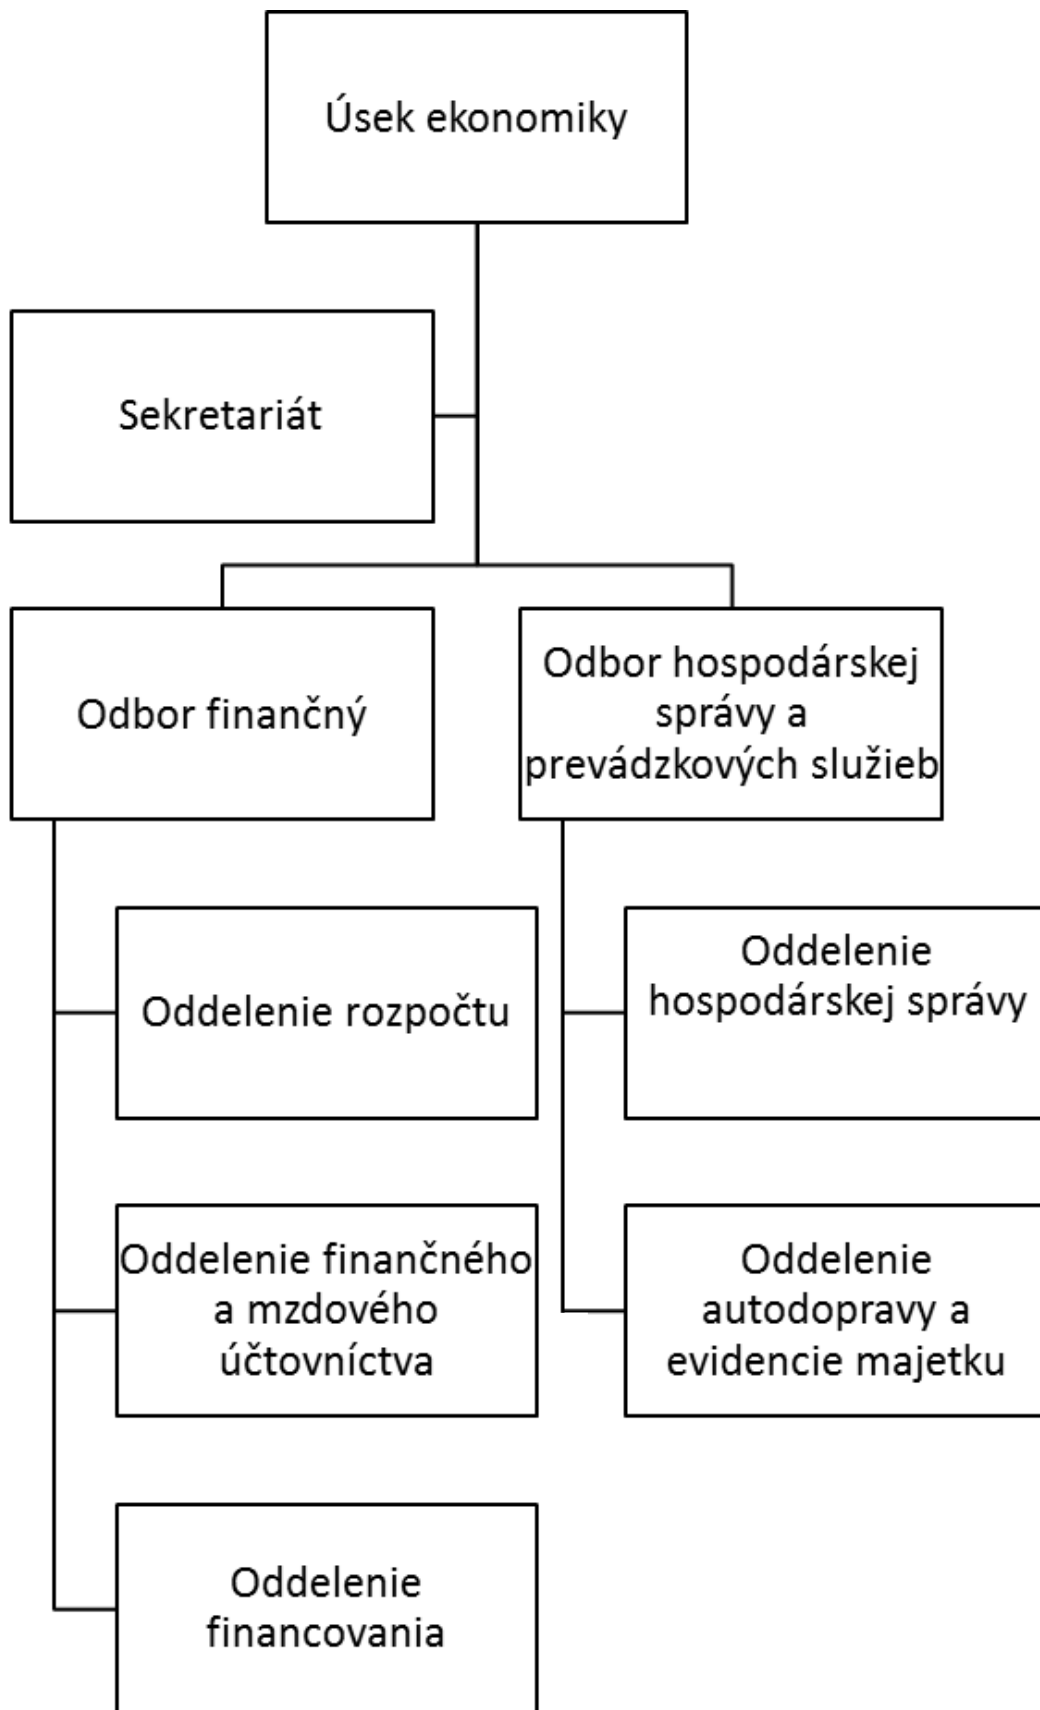 Úsek ekonomiky
Sekretariát
Odbor finančný
Odbor hospodárskej
správy a
prevádzkových služieb
Oddelenie rozpočtu
Oddelenie
hospodárskej správy
Oddelenie finančného
a mzdového
účtovníctva
Oddelenie
autodopravy a
evidencie majetku
Oddelenie
financovania